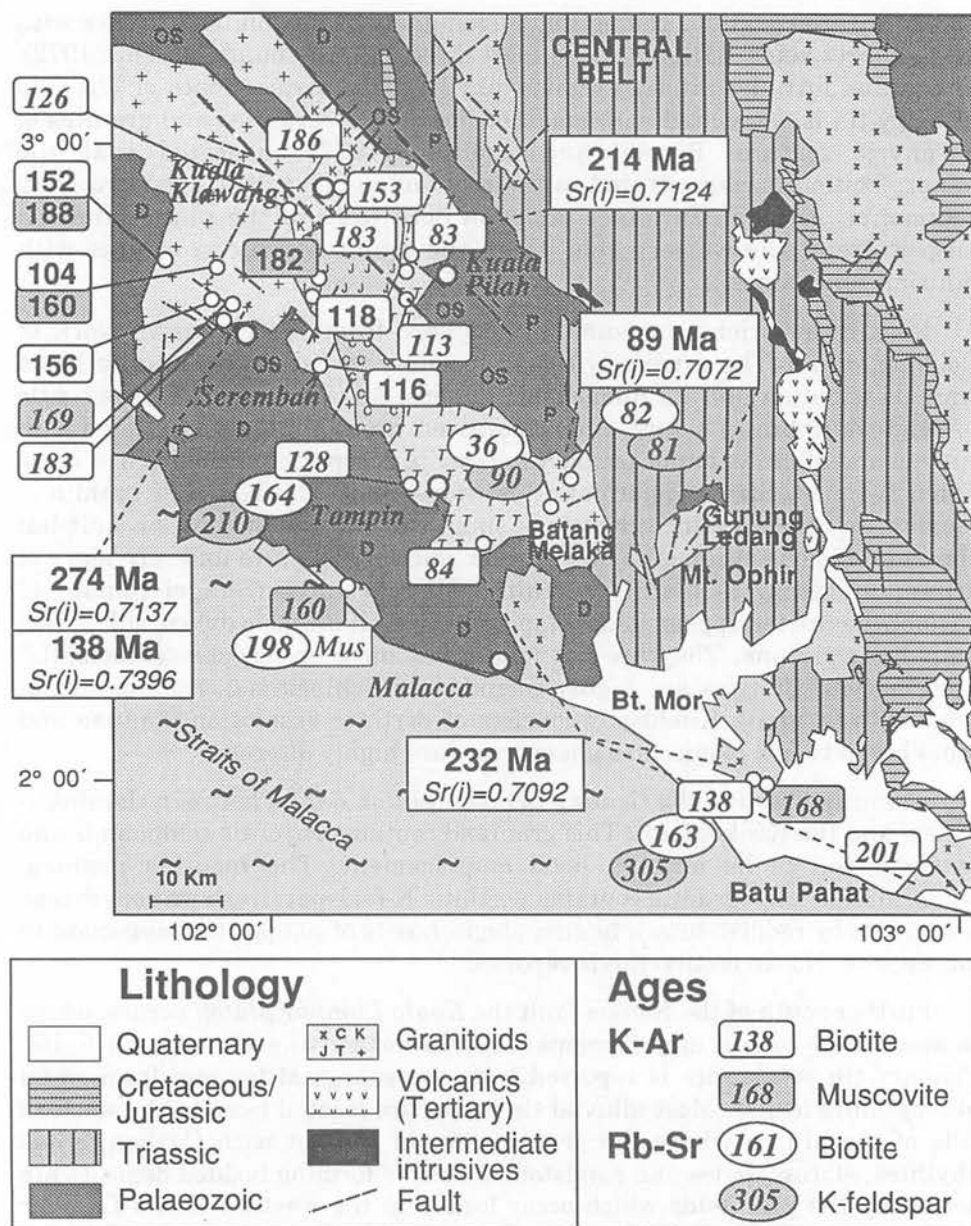 OS
D
CENTRAL
BELT
126
3° 00´
186
K
OS
P
214 Ma
Sr(i)=0.7124
152
188
Kuala
Klawang
153
D
183
83
104
160
182
Kuala
Pilah
J
118
113
P
89 Ma
Sr(i)=0.7072
156
OS
OS
Seremban
116
169
D
C
P
82
81
183
36
90
128
T
164
210
Tampin
Batang
Melaka
Gunung
Ledang
Mt. Ophir
D
84
274 Ma
Sr(i)=0.7137
160
D
D
138 Ma
Sr(i)=0.7396
198 Mus
Malacca
Bt. Mor
232 Ma
Sr(i)=0.7092
2° 00´
Straits of Malacca
138
168
163
305
201
10 Km
Batu Pahat
102° 00´
103° 00´
Lithology
Quaternary
Cretaceous/
Jurassic
Triassic
Palaeozoic
X C K
J T +
Granitoids
Volcanics
(Tertiary)
Intermediate
intrusives
Fault
Ages
K-Ar
138 Biotite
168 Muscovite
Rb-Sr
161 Biotite
305 K-feldspar